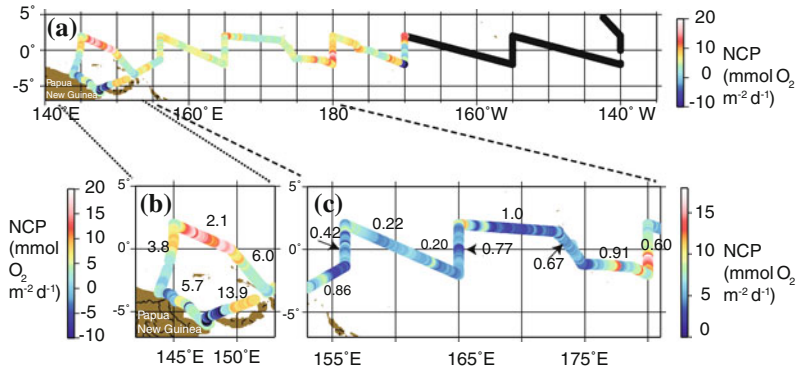 (a)
5°
0°
-5°
Papua
New Guinea
140°E
160° E
180°
160°W
140° W
20
10
0
-10
NCP
(mmol O2
m-2 d-1)
NCP
(mmol
O2
m-2 d-1)
20
15
10
5
0
-5
-10
(b)
5°
0°
-5°
2.1
3.8
6.0
5.7
13.9
Papua
New Guinea
145°E
150°E
(c)
5°
0°
-5°
0.42
0.22
0.20
0.86
1.0
0.77
0.67
0.91
0.60
155°E
165°E
175°E
15
10
5
0
NCP
(mmol O2
m-2 d-1)